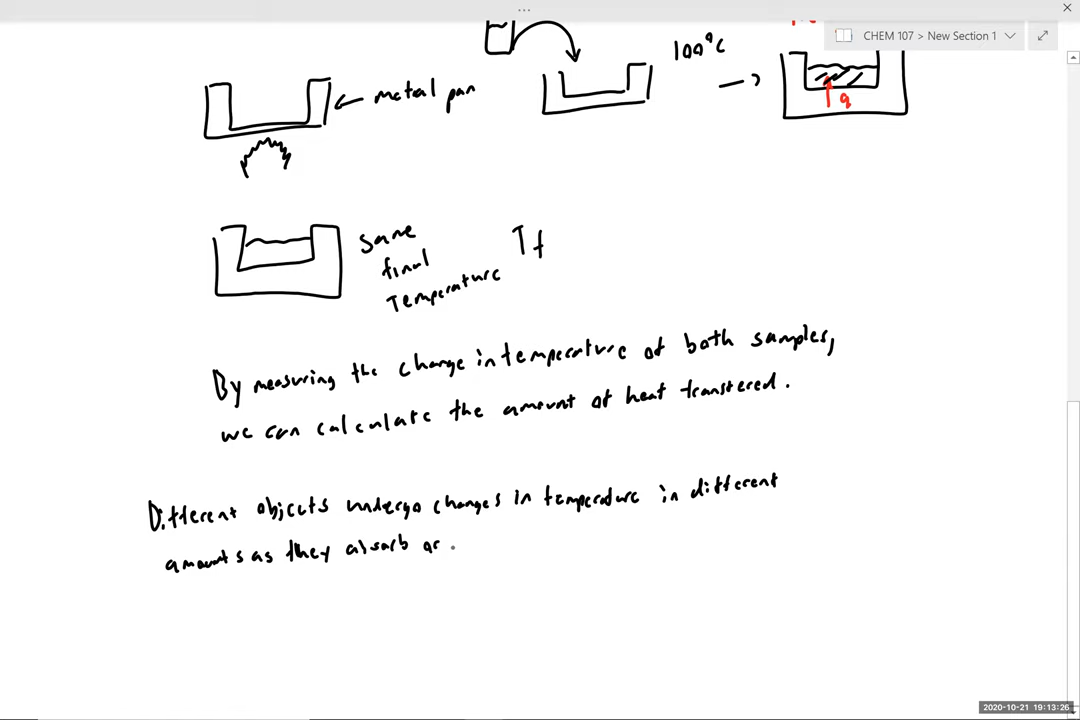 CHEM 107 > New Section 1
100°C
metal pan
q
same
final
Temperature
Tf
By measuring the change in temperature of both samples,
we can calculate the amount of heat transfered.
Different objects undergo changes in temperature in different
amounts as they absorb or
2020-10-21 19:13:26